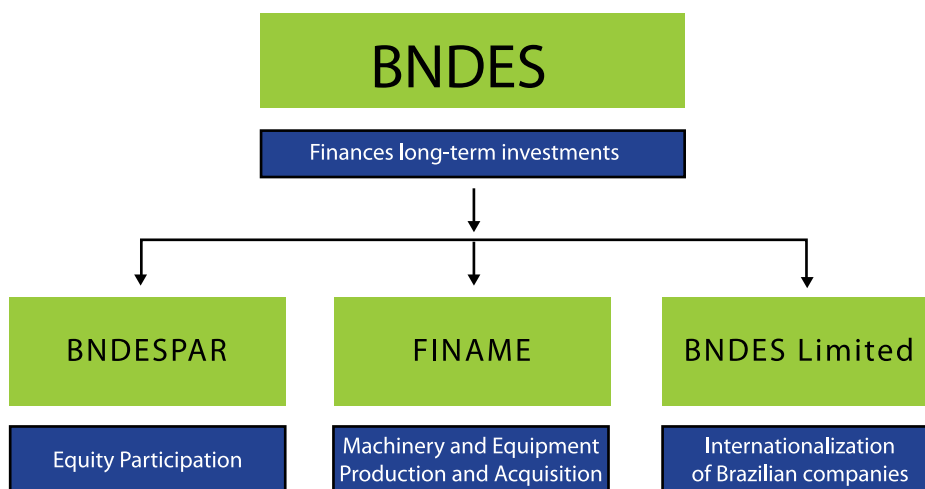 BNDES
Finances long-term investments
BNDESPAR
FINAME
BNDES Limited
Equity Participation
Machinery and Equipment
Production and Acquisition
Internationalization
of Brazilian companies